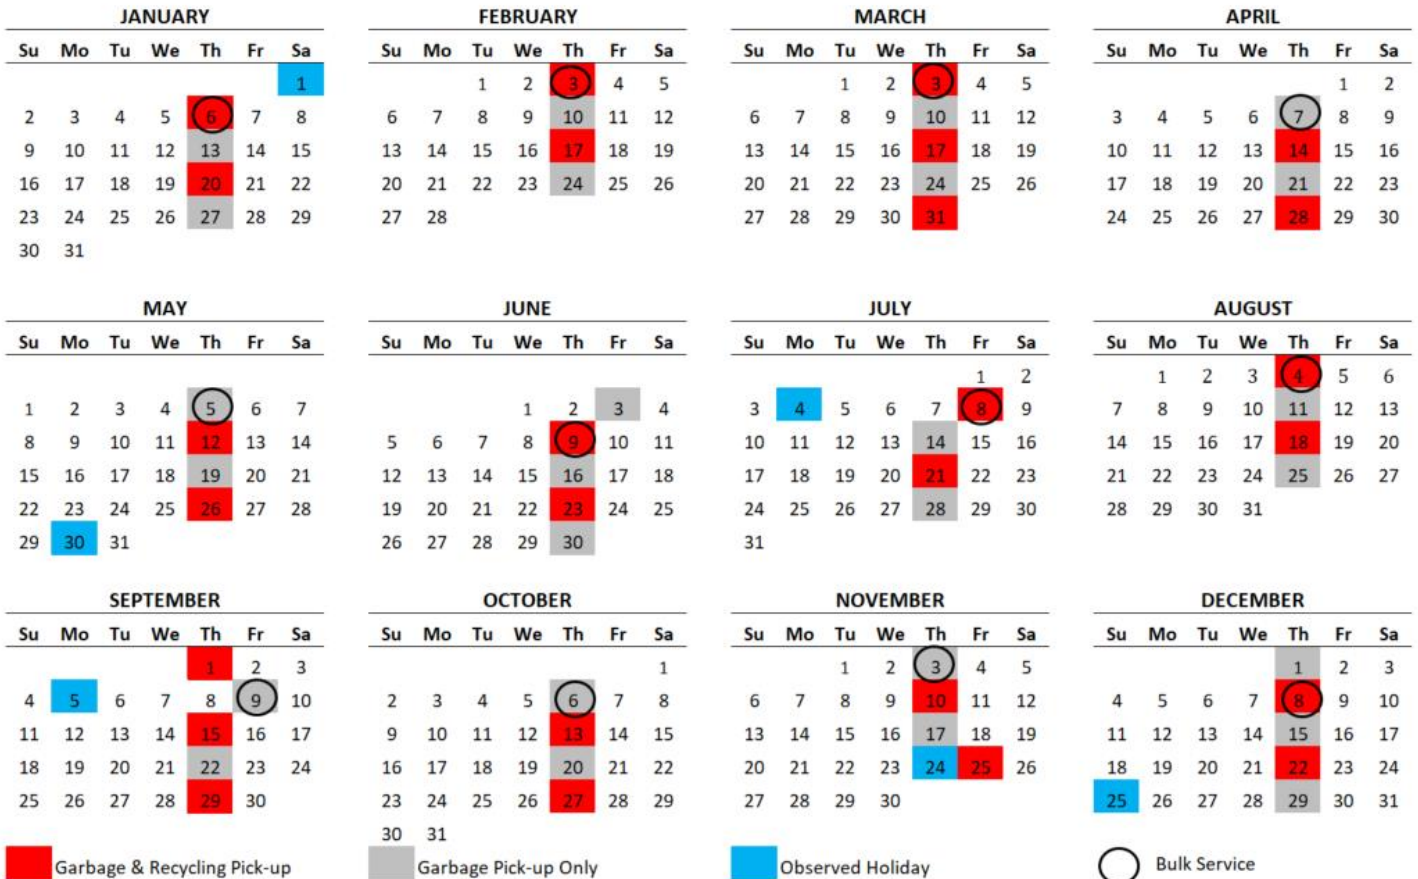 JANUARY FEBRUARY MARCH APRIL
Su Mo Tu We Th Fr Sa Su Mo Tu We Th Fr Sa Su Mo Tu We Th Fr Sa Su Mo Tu We Th Fr Sa
1 1 2 3 4 5 1 2 3 4 5 1 2
2 3 4 5 6 7 8 6 7 8 9 10 11 12 6 7 8 9 10 11 12 3 4 5 6 7 8 9
9 10 11 12 13 14 15 13 14 15 16 17 18 19 13 14 15 16 17 18 19 10 11 12 13 14 15 16
16 17 18 19 20 21 22 20 21 22 23 24 25 26 20 21 22 23 24 25 26 17 18 19 20 21 22 23
23 24 25 26 27 28 29 27 28 27 28 29 30 31 24 25 26 27 28 29 30
30 31
MAY JUNE JULY AUGUST
Su Mo Tu We Th Fr Sa Su Mo Tu We Th Fr Sa Su Mo Tu We Th Fr Sa Su Mo Tu We Th Fr Sa
1 2 1 2 3 4 5 6
1 2 3 4 5 6 7 1 2 3 4 3 4 5 6 7 8 9 7 8 9 10 11 12 13
8 9 10 11 12 13 14 5 6 7 8 9 10 11 10 11 12 13 14 15 16 14 15 16 17 18 19 20
15 16 17 18 19 20 21 12 13 14 15 16 17 18 17 18 19 20 21 22 23 21 22 23 24 25 26 27
22 23 24 25 26 27 28 19 20 21 22 23 24 25 24 25 26 27 28 29 30 28 29 30 31
29 30 31 26 27 28 29 30 31
SEPTEMBER OCTOBER NOVEMBER DECEMBER
Su Mo Tu We Th Fr Sa Su Mo Tu We Th Fr Sa Su Mo Tu We Th Fr Sa Su Mo Tu We Th Fr Sa
1 2 3 1 1 2 3 4 5 1 2 3
4 5 6 7 8 9 10 2 3 4 5 6 7 8 6 7 8 9 10 11 12 4 5 6 7 8 9 10
11 12 13 14 15 16 17 9 10 11 12 13 14 15 13 14 15 16 17 18 19 11 12 13 14 15 16 17
18 19 20 21 22 23 24 16 17 18 19 20 21 22 20 21 22 23 24 25 26 18 19 20 21 22 23 24
25 26 27 28 29 30 23 24 25 26 27 28 29 27 28 29 30 25 26 27 28 29 30 31
30 31
Garbage & Recycling Pick-up Garbage Pick-up Only Observed Holiday Bulk Service